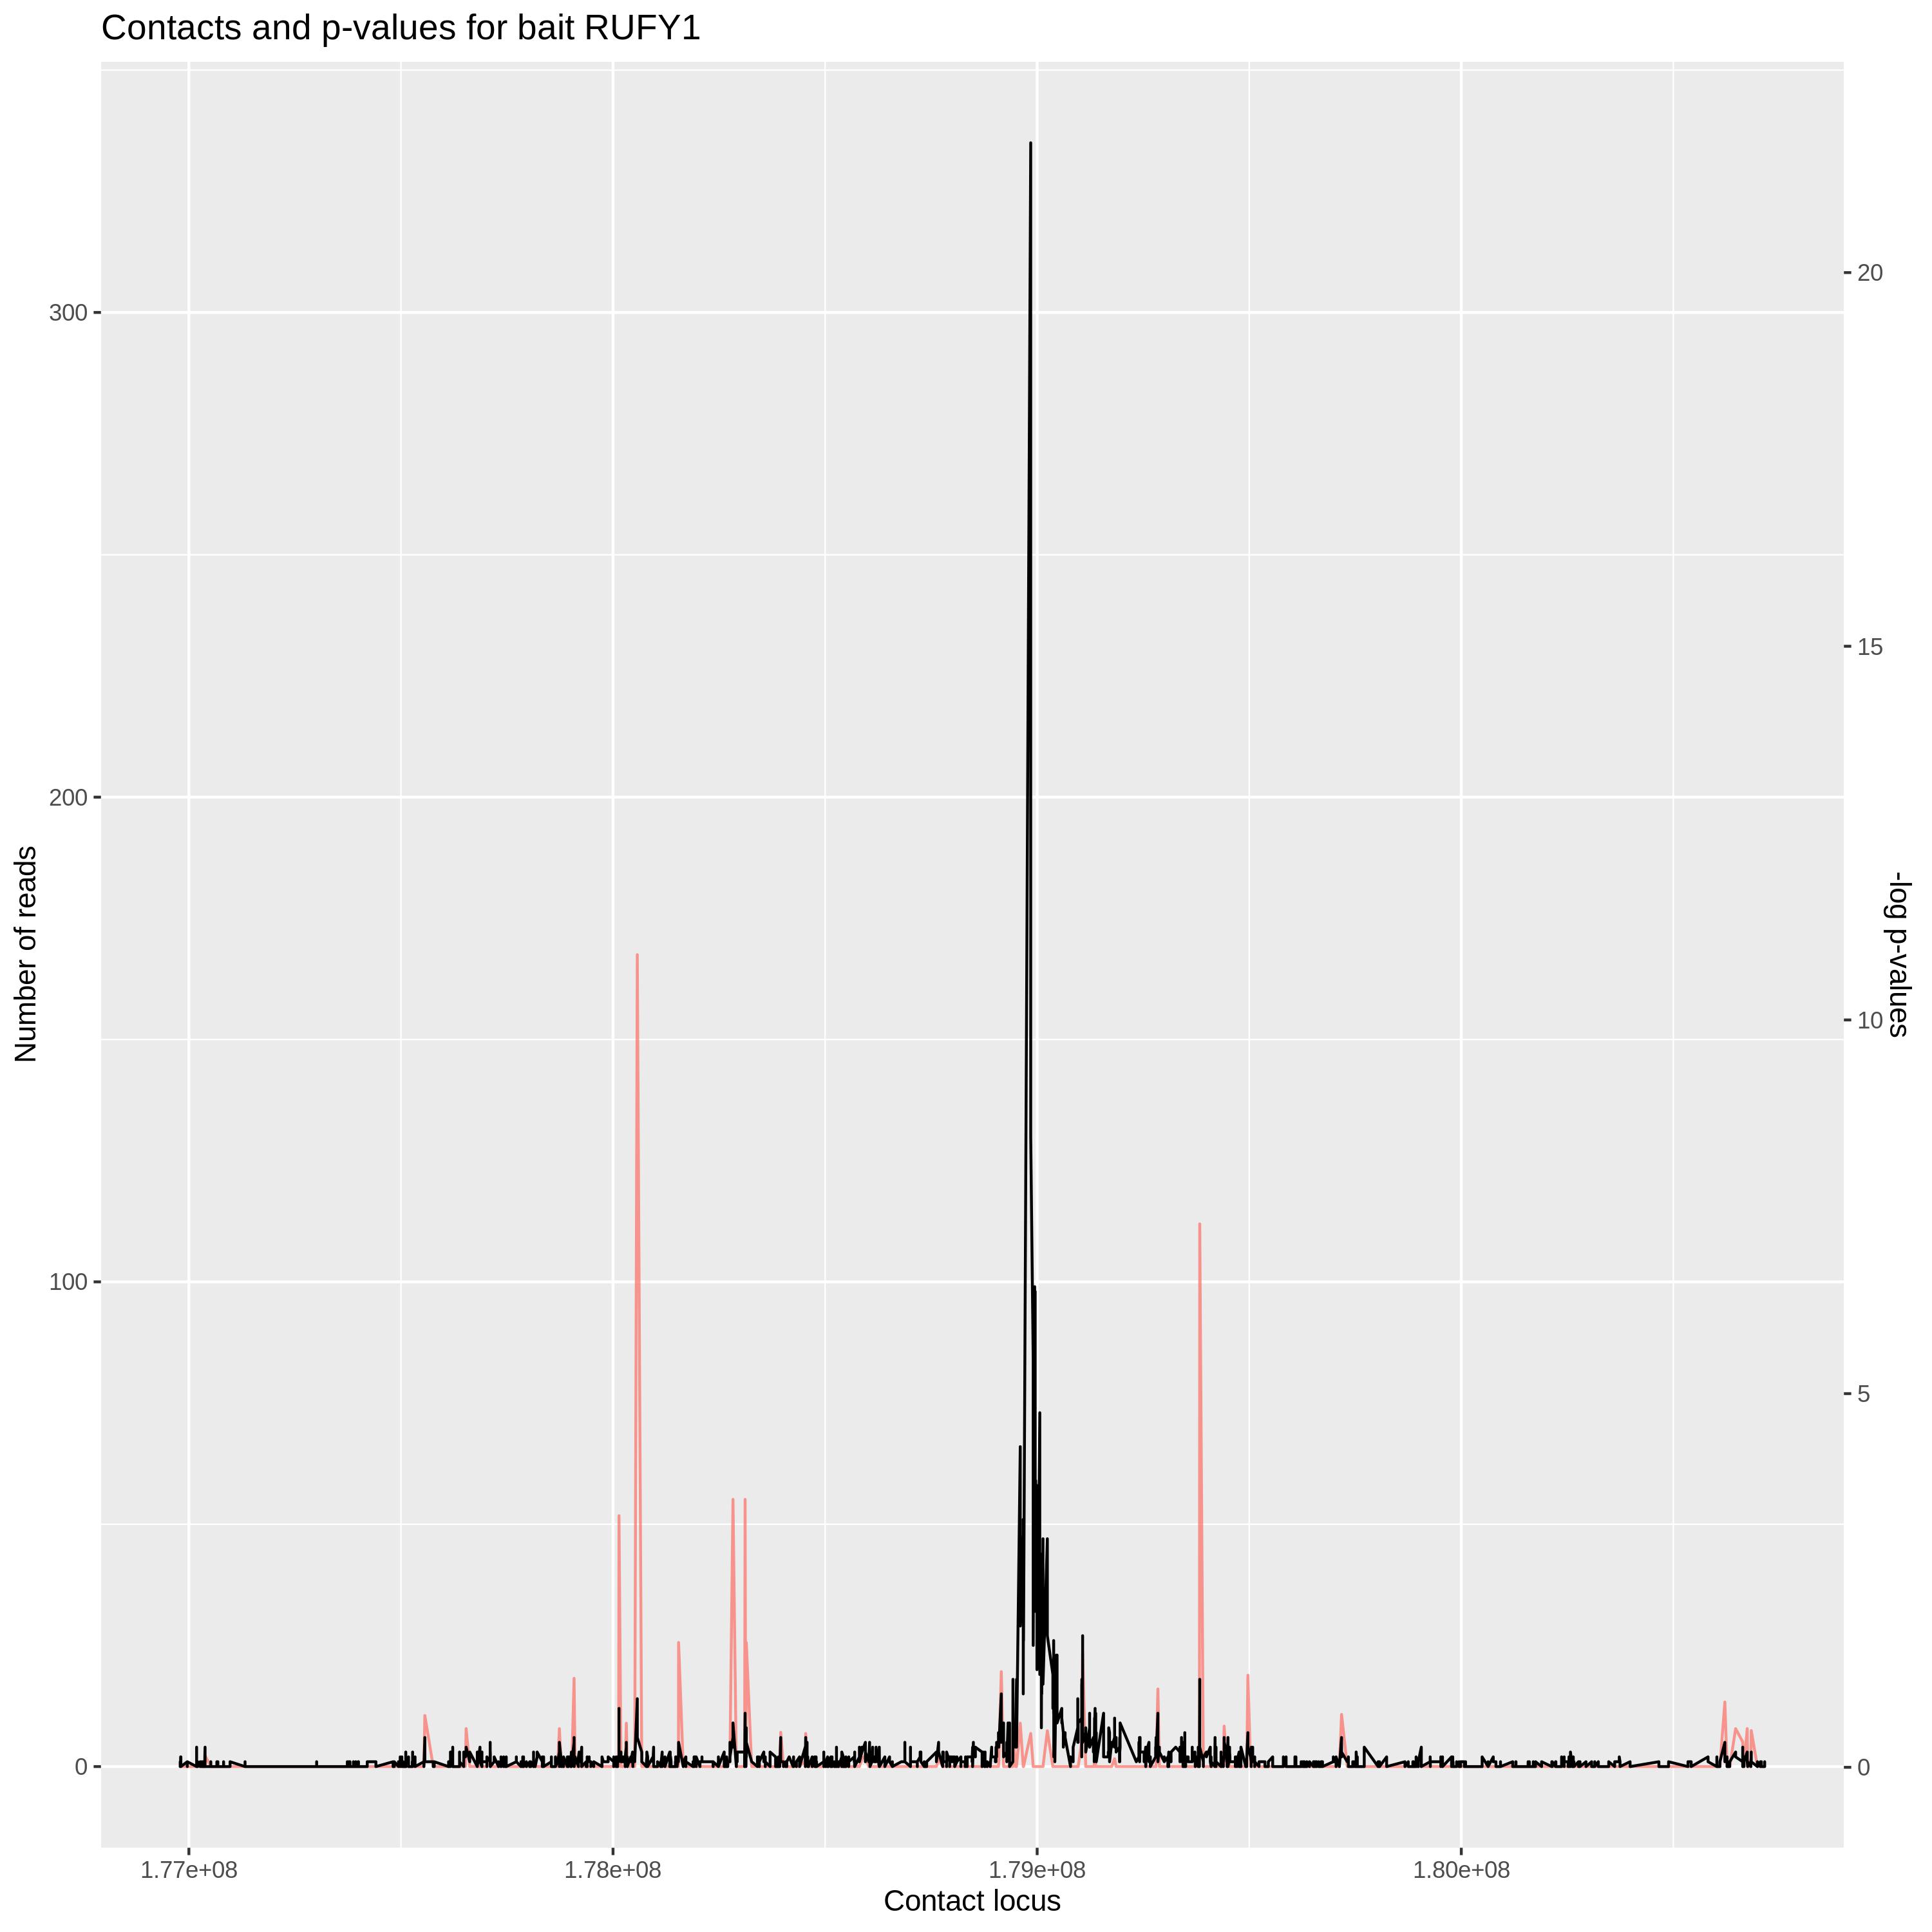 Contacts and p-values for bait RUFY1
Number of reads
300
200
100
0
20
15
10
5
0
-log p-values
1.77e+08 1.78e+08 1.79e+08 1.80e+08
Contact locus